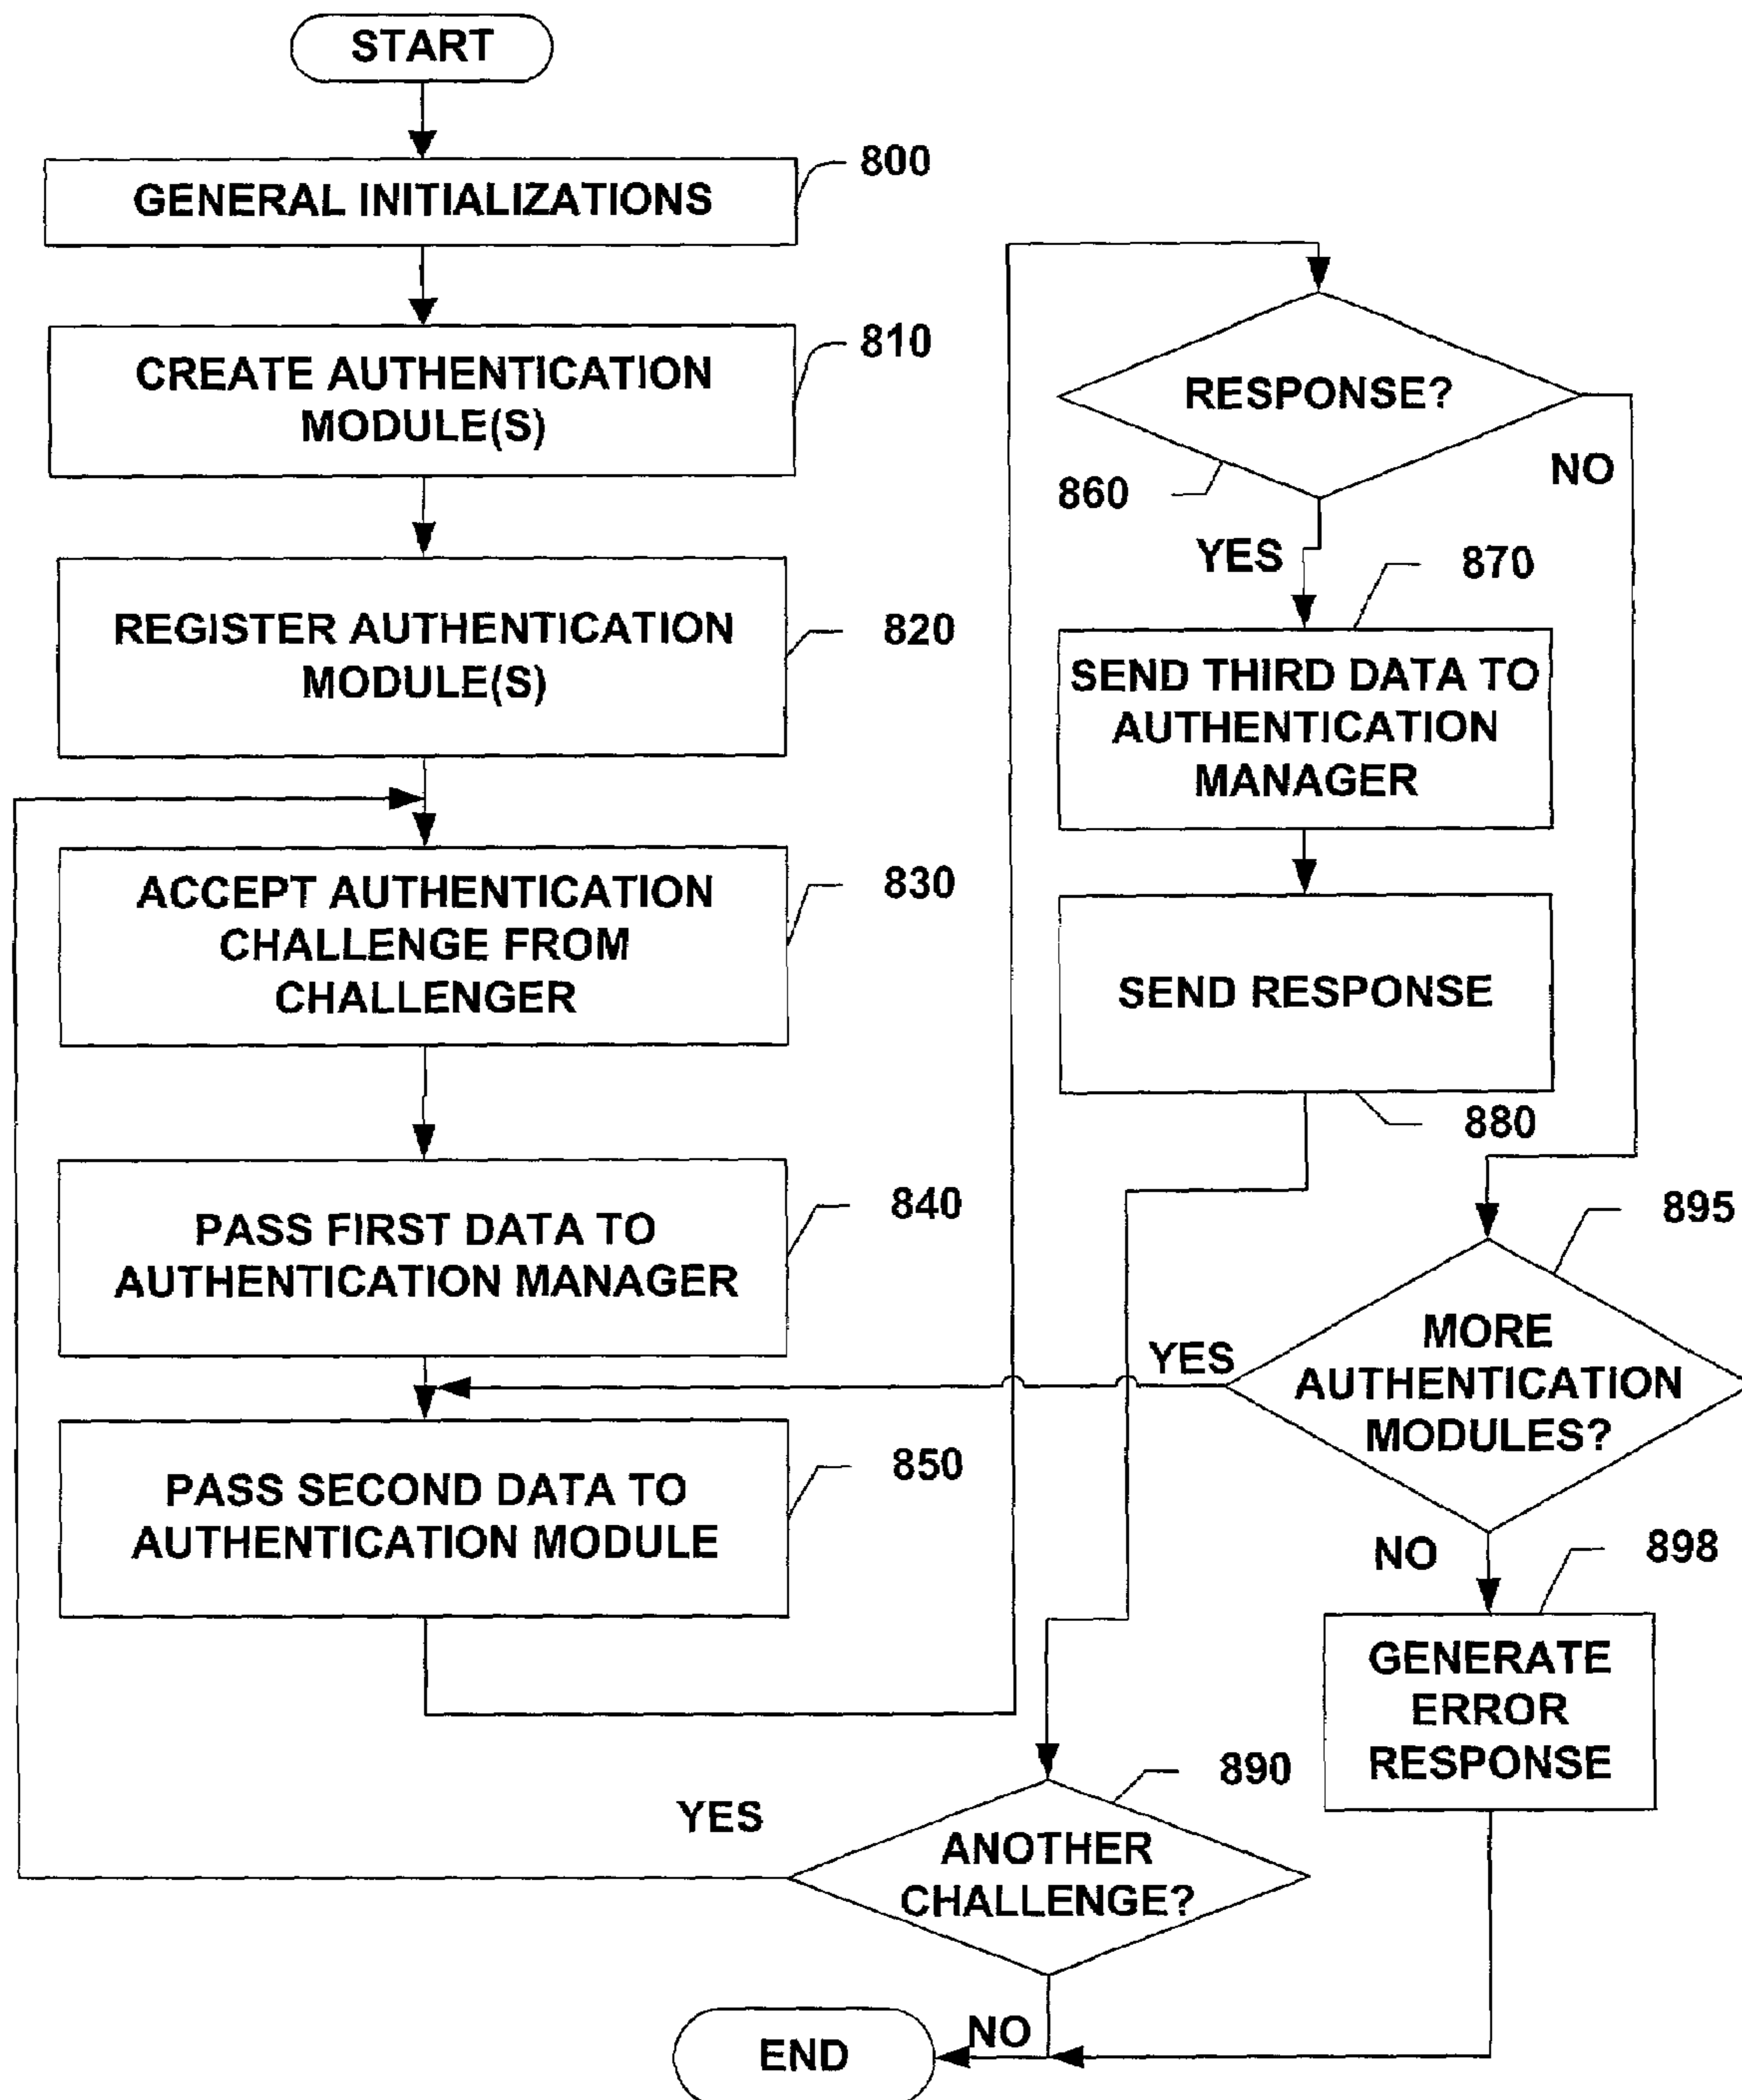 START
GENERAL INITIALIZATIONS
800
CREATE AUTHENTICATION
MODULE(S)
810
REGISTER AUTHENTICATION
MODULE(S)
820
ACCEPT AUTHENTICATION
CHALLENGE FROM
CHALLENGER
830
PASS FIRST DATA TO
AUTHENTICATION MANAGER
840
PASS SECOND DATA TO
AUTHENTICATION MODULE
850
RESPONSE?
860
NO
YES
870
SEND THIRD DATA TO
AUTHENTICATION
MANAGER
SEND RESPONSE
880
895
MORE
AUTHENTICATION
MODULES?
YES
NO
898
GENERATE
ERROR
RESPONSE
890
ANOTHER
CHALLENGE?
YES
NO
END